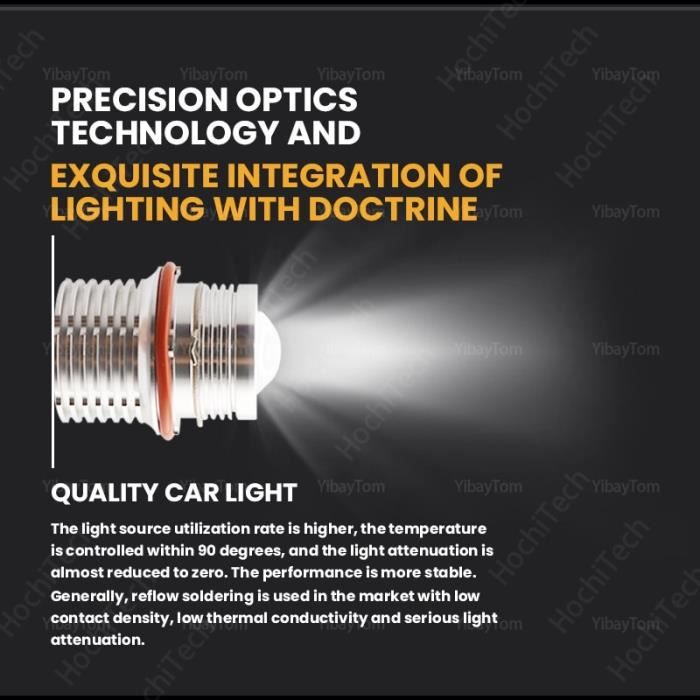 PRECISION OPTICS
TECHNOLOGY AND
EXQUISITE INTEGRATION OF
LIGHTING WITH DOCTRINE
QUALITY CAR LIGHT
The light source utilization rate is higher, the temperature
is controlled within 90 degrees, and the light attenuation is
almost reduced to zero. The performance is more stable.
Generally, reflow soldering is used in the market with low
contact density, low thermal conductivity and serious light
attenuation.
YibayTom
HochiTech